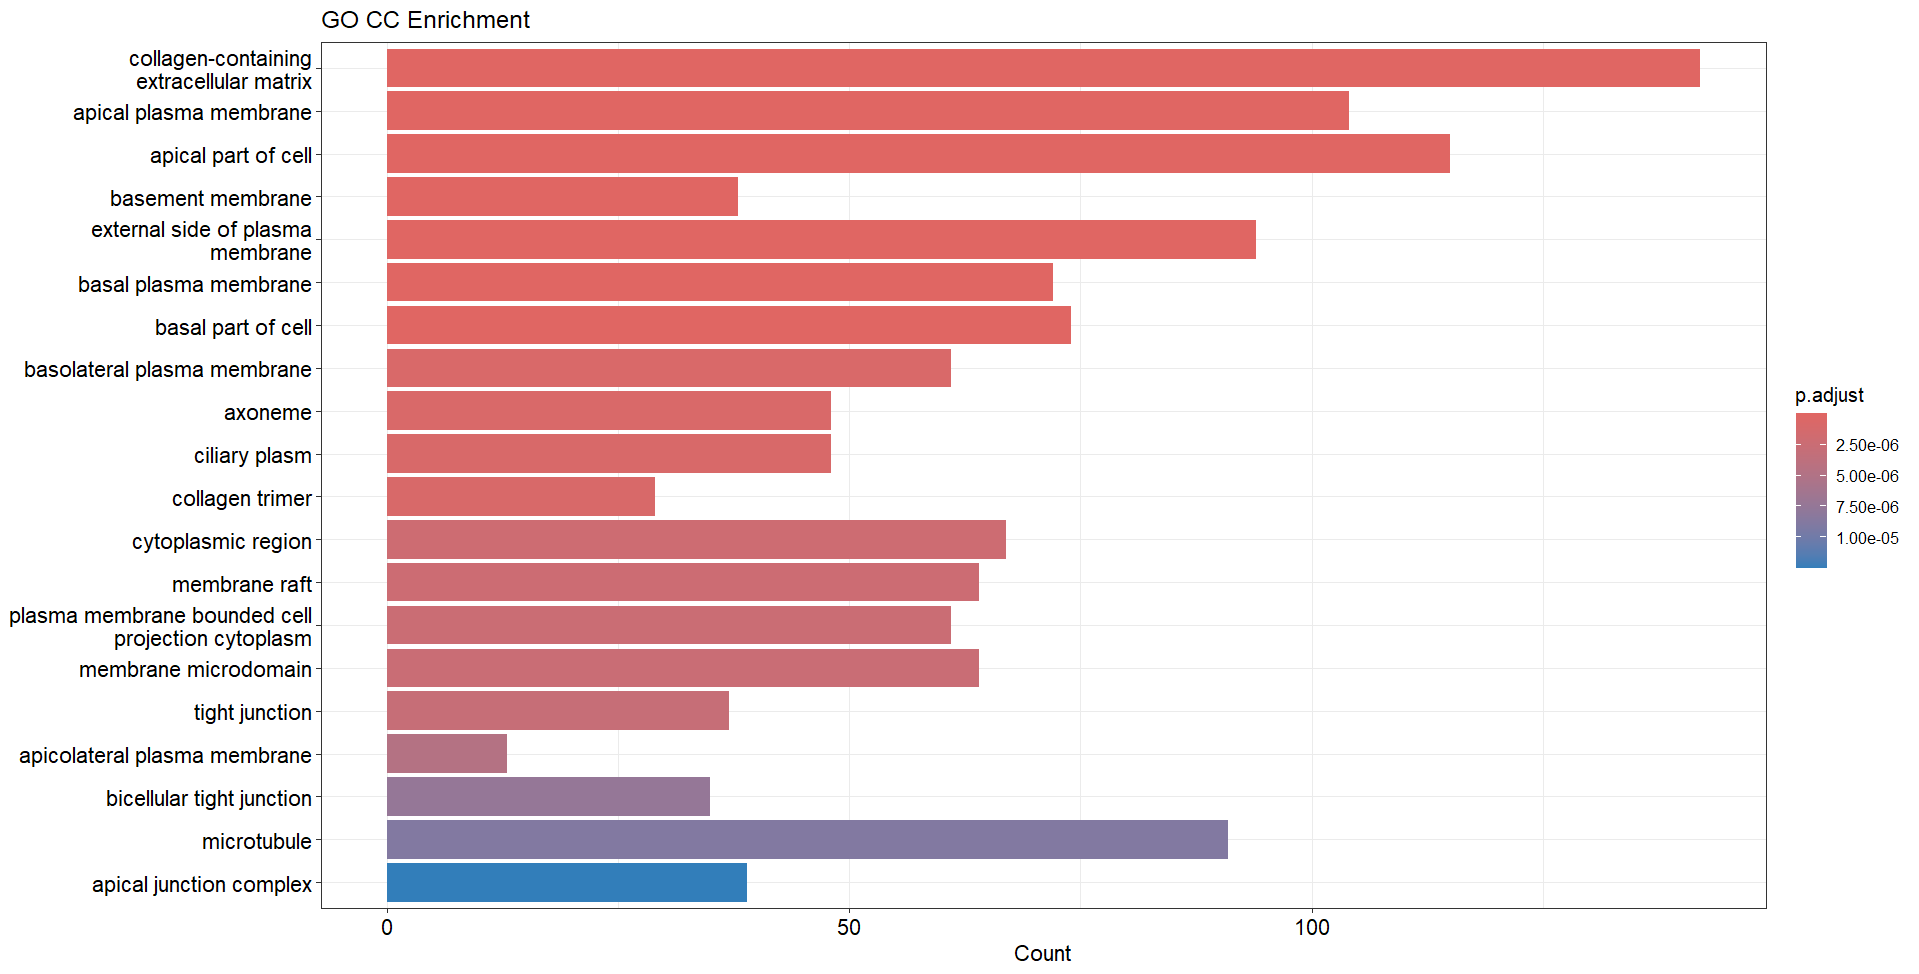 GO CC Enrichment
collagen-containing
extracellular matrix
apical plasma membrane
apical part of cell
basement membrane
external side of plasma
membrane
basal plasma membrane
basal part of cell
basolateral plasma membrane
axoneme
ciliary plasm
collagen trimer
cytoplasmic region
membrane raft
plasma membrane bounded cell
projection cytoplasm
membrane microdomain
tight junction
apicolateral plasma membrane
bicellular tight junction
microtubule
apical junction complex
0 50 100
Count
p.adjust
2.50e-06
5.00e-06
7.50e-06
1.00e-05